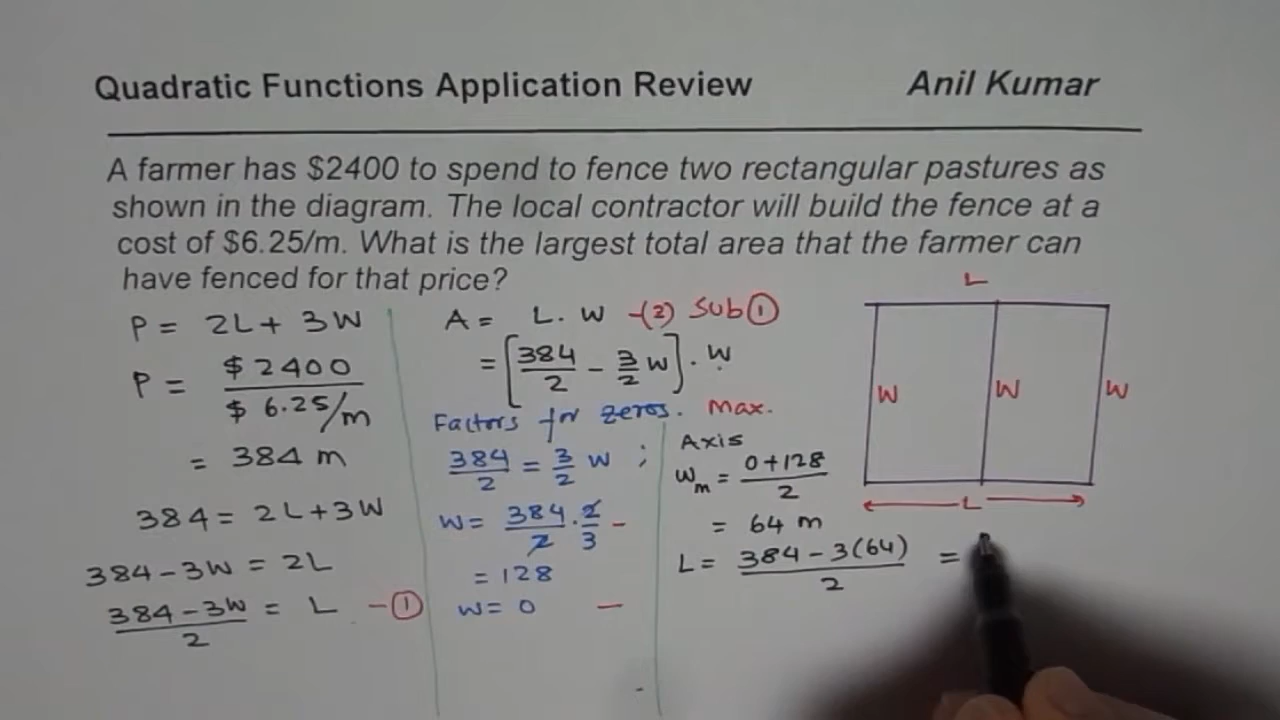 Quadratic Functions Application Review
Anil Kumar
A farmer has $2400 to spend to fence two rectangular pastures as
shown in the diagram. The local contractor will build the fence at a
cost of $6.25/m. What is the largest total area that the farmer can
have fenced for that price?
P = 2L + 3W
P = $2400 / $6.25/m
= 384 m
384 = 2L + 3W
384 - 3W = 2L
384 - 3W / 2 = L - ①
A = L . W - (2) Sub ①
= [384/2 - 3/2 W] . W
Factors for zeros. Max.
384/2 = 3/2 W ;
W = 384/2 . 2/3 -
= 128
W = 0 -
Axis
Wm = 0 + 128 / 2
= 64 m
L = 384 - 3(64) / 2 =
L
W W W
L